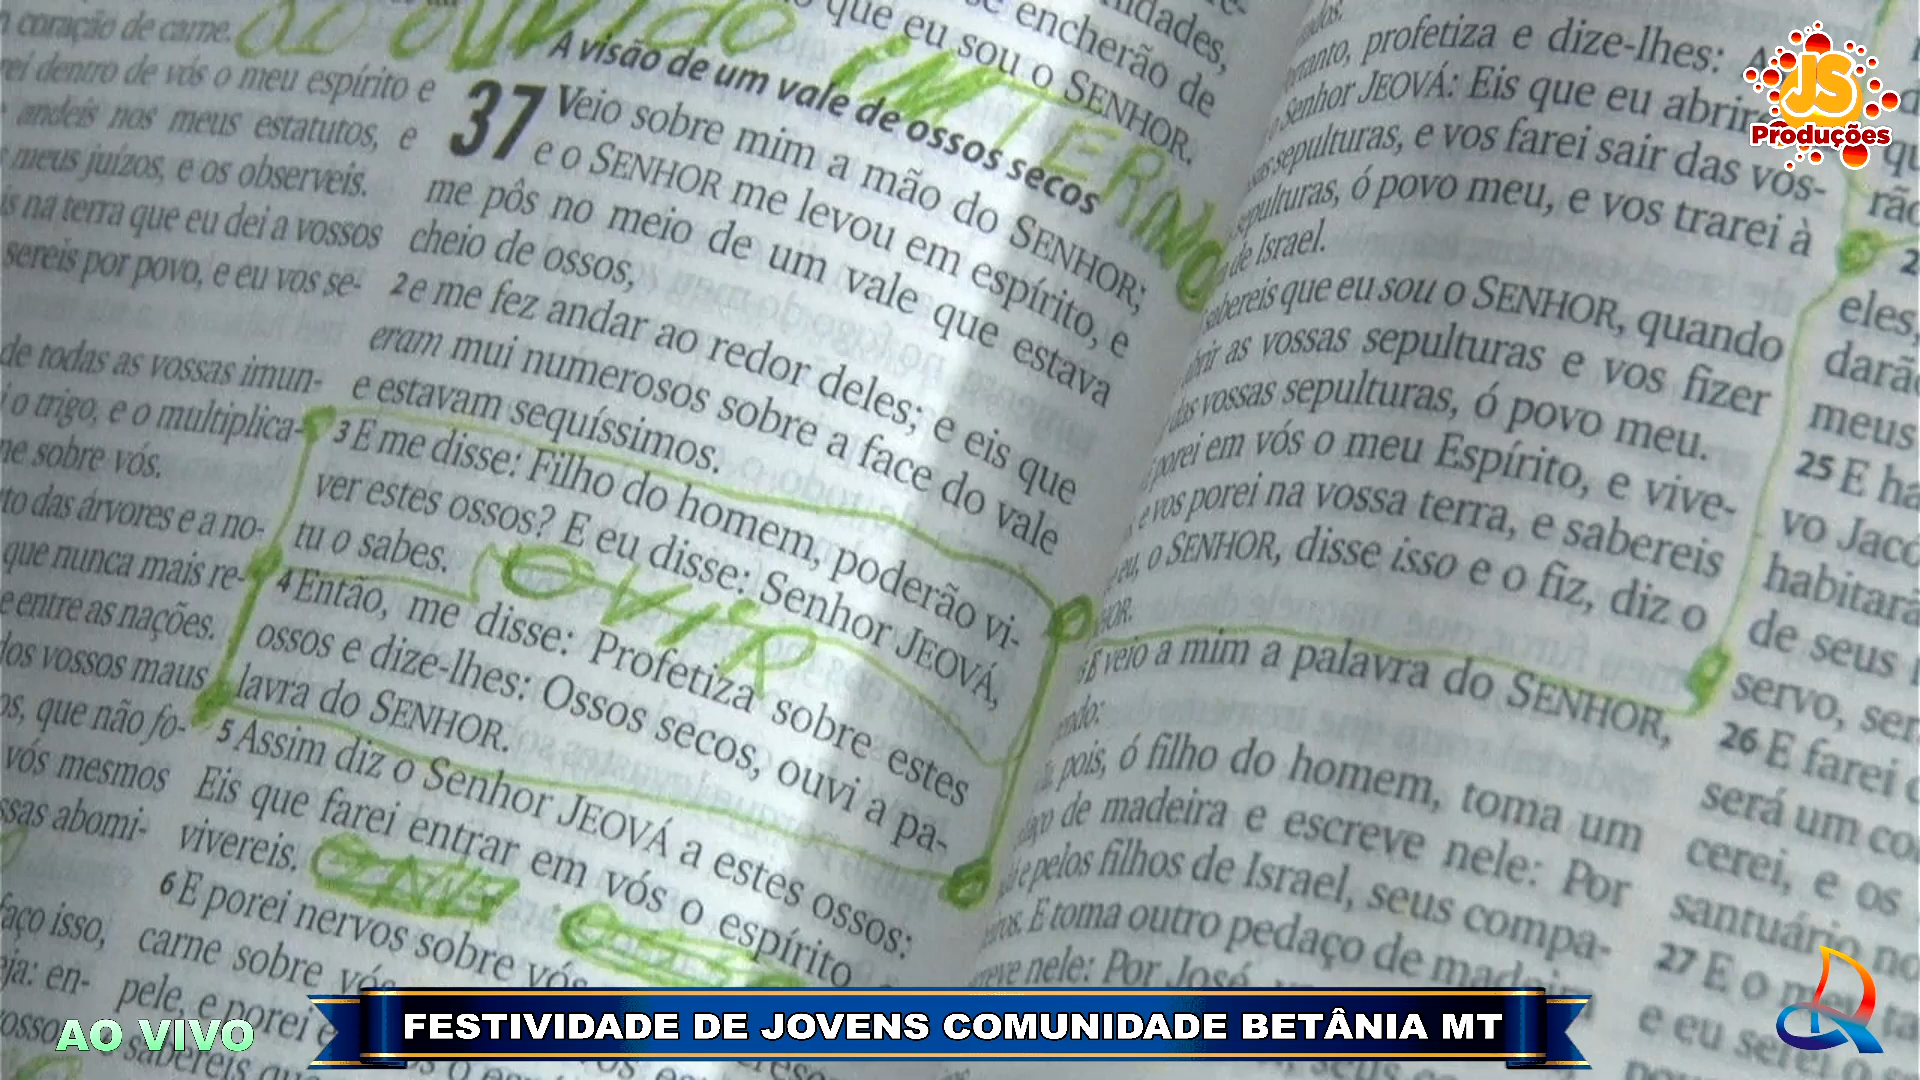 coração de carne.
dentro de vós o meu espírito e
andeis nos meus estatutos, e
meus juízos, e os observeis.
na terra que eu dei a vossos
sereis por povo, e eu vos se-
de todas as vossas imun-
o trigo, e o multiplica-
sobre vós.
das árvores e a no-
que nunca mais re-
entre as nações.
vossos maus
que não fo-
vós mesmos
abomi-
faço isso,
en-
OUVIDO INTERNO
que eu sou o SENHOR.
se encherão de
A visão de um vale de ossos secos
37 Veio sobre mim a mão do SENHOR;
e o SENHOR me levou em espírito, e
me pôs no meio de um vale que estava
cheio de ossos,
2 e me fez andar ao redor deles; e eis que
eram mui numerosos sobre a face do vale
e estavam sequíssimos.
3 E me disse: Filho do homem, poderão vi-
ver estes ossos? E eu disse: Senhor JEOVÁ,
tu o sabes.
OUVIR
4 Então, me disse: Profetiza sobre estes
ossos e dize-lhes: Ossos secos, ouvi a pa-
lavra do SENHOR.
5 Assim diz o Senhor JEOVÁ a estes ossos:
Eis que farei entrar em vós o espírito
vivereis.
6 E porei nervos sobre vós
carne sobre vós
pele, e porei
sabereis que
profetiza e dize-lhes:
Senhor JEOVÁ: Eis que eu abrirei
sepulturas, e vos farei sair das vos-
sepulturas, ó povo meu, e vos trarei à
de Israel.
sabereis que eu sou o SENHOR, quando
as vossas sepulturas e vos fizer
das vossas sepulturas, ó povo meu.
porei em vós o meu Espírito, e vive-
e vos porei na vossa terra, e sabereis
eu, o SENHOR, disse isso e o fiz, diz o
E veio a mim a palavra do SENHOR,
pois, ó filho do homem, toma um
de madeira e escreve nele: Por
e pelos filhos de Israel, seus compa-
E toma outro pedaço de madeira
nele: Por José,
eles,
meus
25 E
habitarã
de seus
servo,
26 E farei
será um
cerei, e os
santuário no
27 E o
e eu serei o
JS
Produções
AO VIVO
FESTIVIDADE DE JOVENS COMUNIDADE BETÂNIA MT